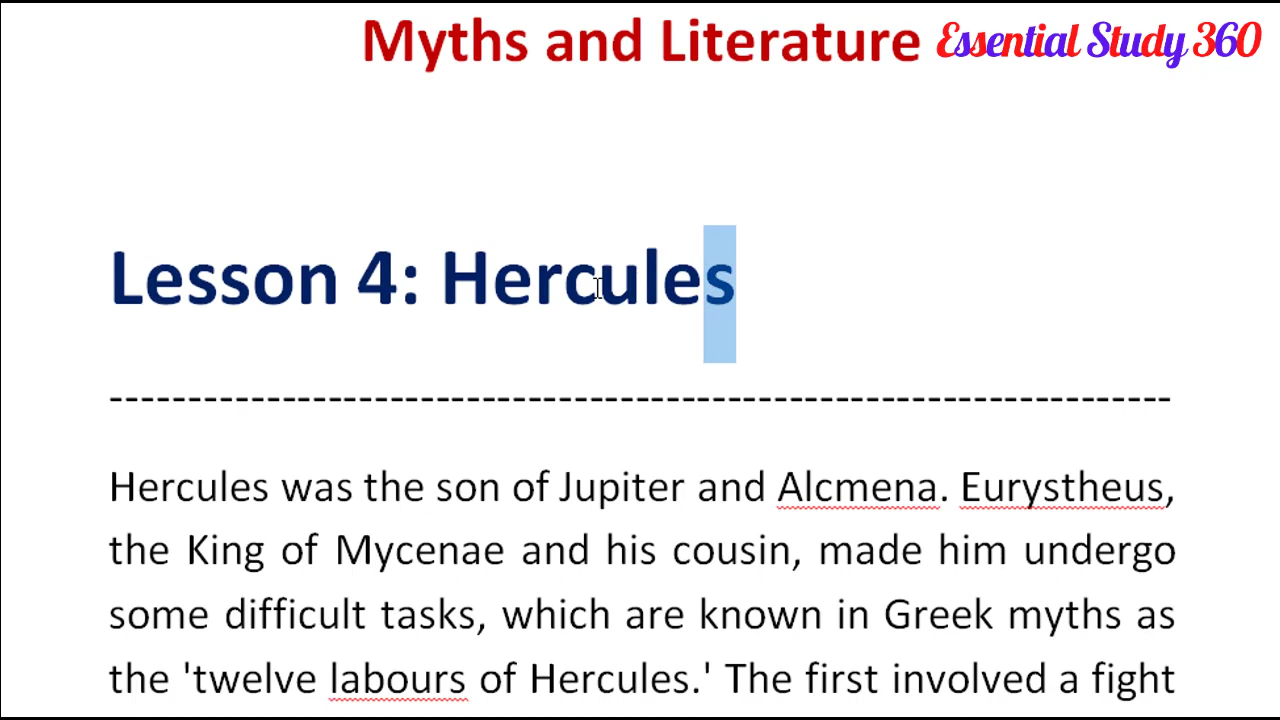 Myths and Literature Essential Study 360
Lesson 4: Hercules
--------------------------------------------------------------------
Hercules was the son of Jupiter and Alcmena. Eurystheus,
the King of Mycenae and his cousin, made him undergo
some difficult tasks, which are known in Greek myths as
the 'twelve labours of Hercules.' The first involved a fight